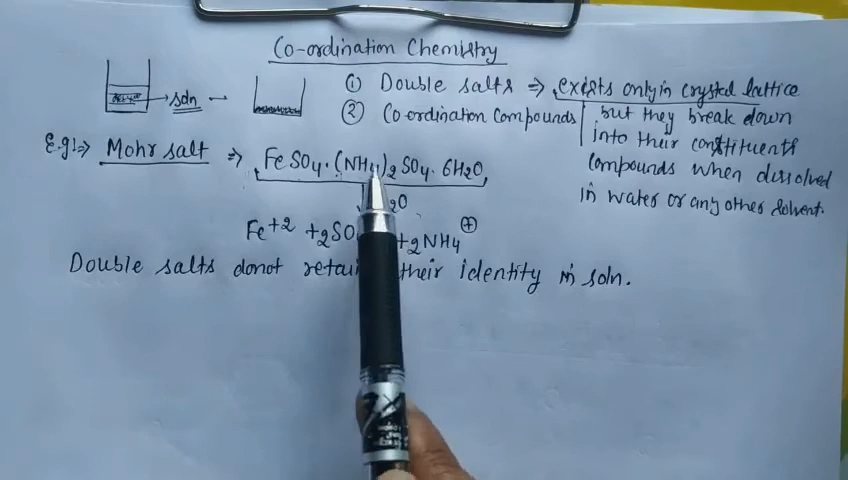 Co-ordination Chemistry
① Double salts ⇒ exists only in crystal lattice
→ soln
② Co-ordination Compounds
but they break down
into their constituents
compounds when dissolved
in water or any other solvent.
E.g:⇒ Mohr salt ⇒ FeSO₄·(NH₄)₂SO₄·6H₂O
₂O
Fe⁺² + 2SO + 2NH₄⁺
Double salts donot retai their identity in soln.